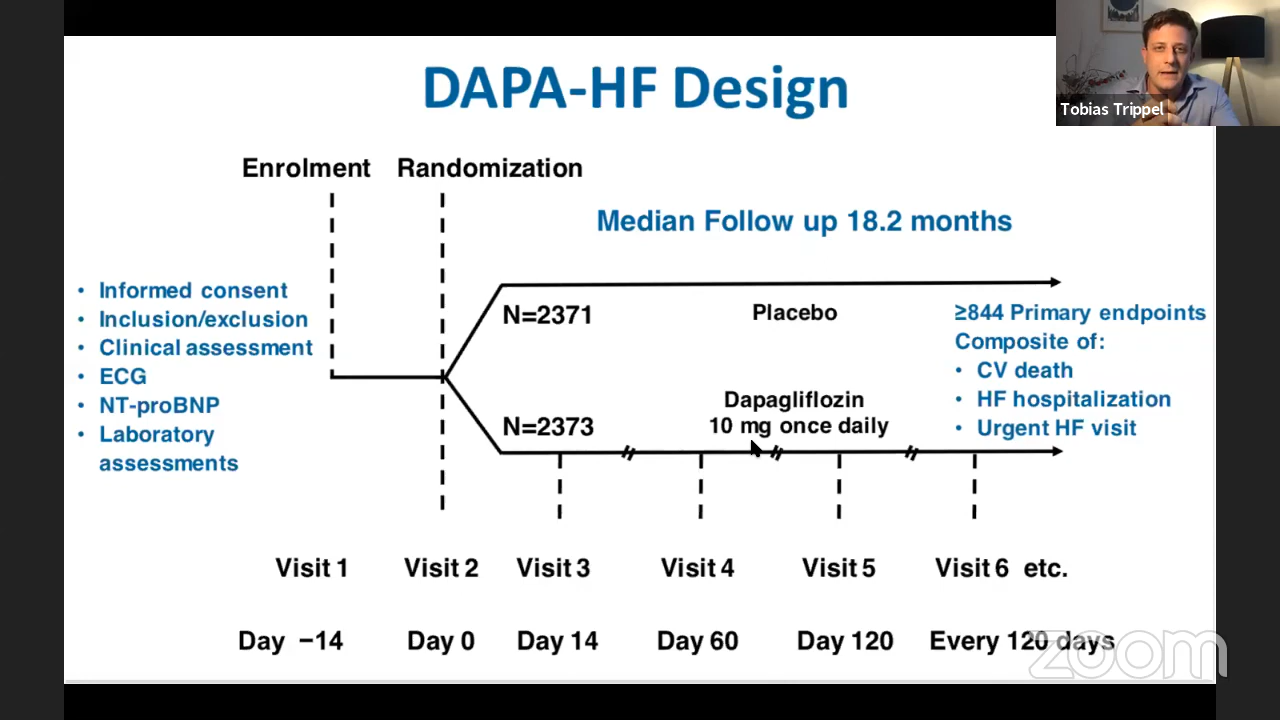 DAPA-HF Design
Tobias Trippel
Enrolment
Randomization
Median Follow up 18.2 months
• Informed consent
• Inclusion/exclusion
• Clinical assessment
• ECG
• NT-proBNP
• Laboratory
assessments
N=2371
Placebo
N=2373
Dapagliflozin
10 mg once daily
≥844 Primary endpoints
Composite of:
• CV death
• HF hospitalization
• Urgent HF visit
Visit 1
Visit 2
Visit 3
Visit 4
Visit 5
Visit 6 etc.
Day −14
Day 0
Day 14
Day 60
Day 120
Every 120 days
zoom